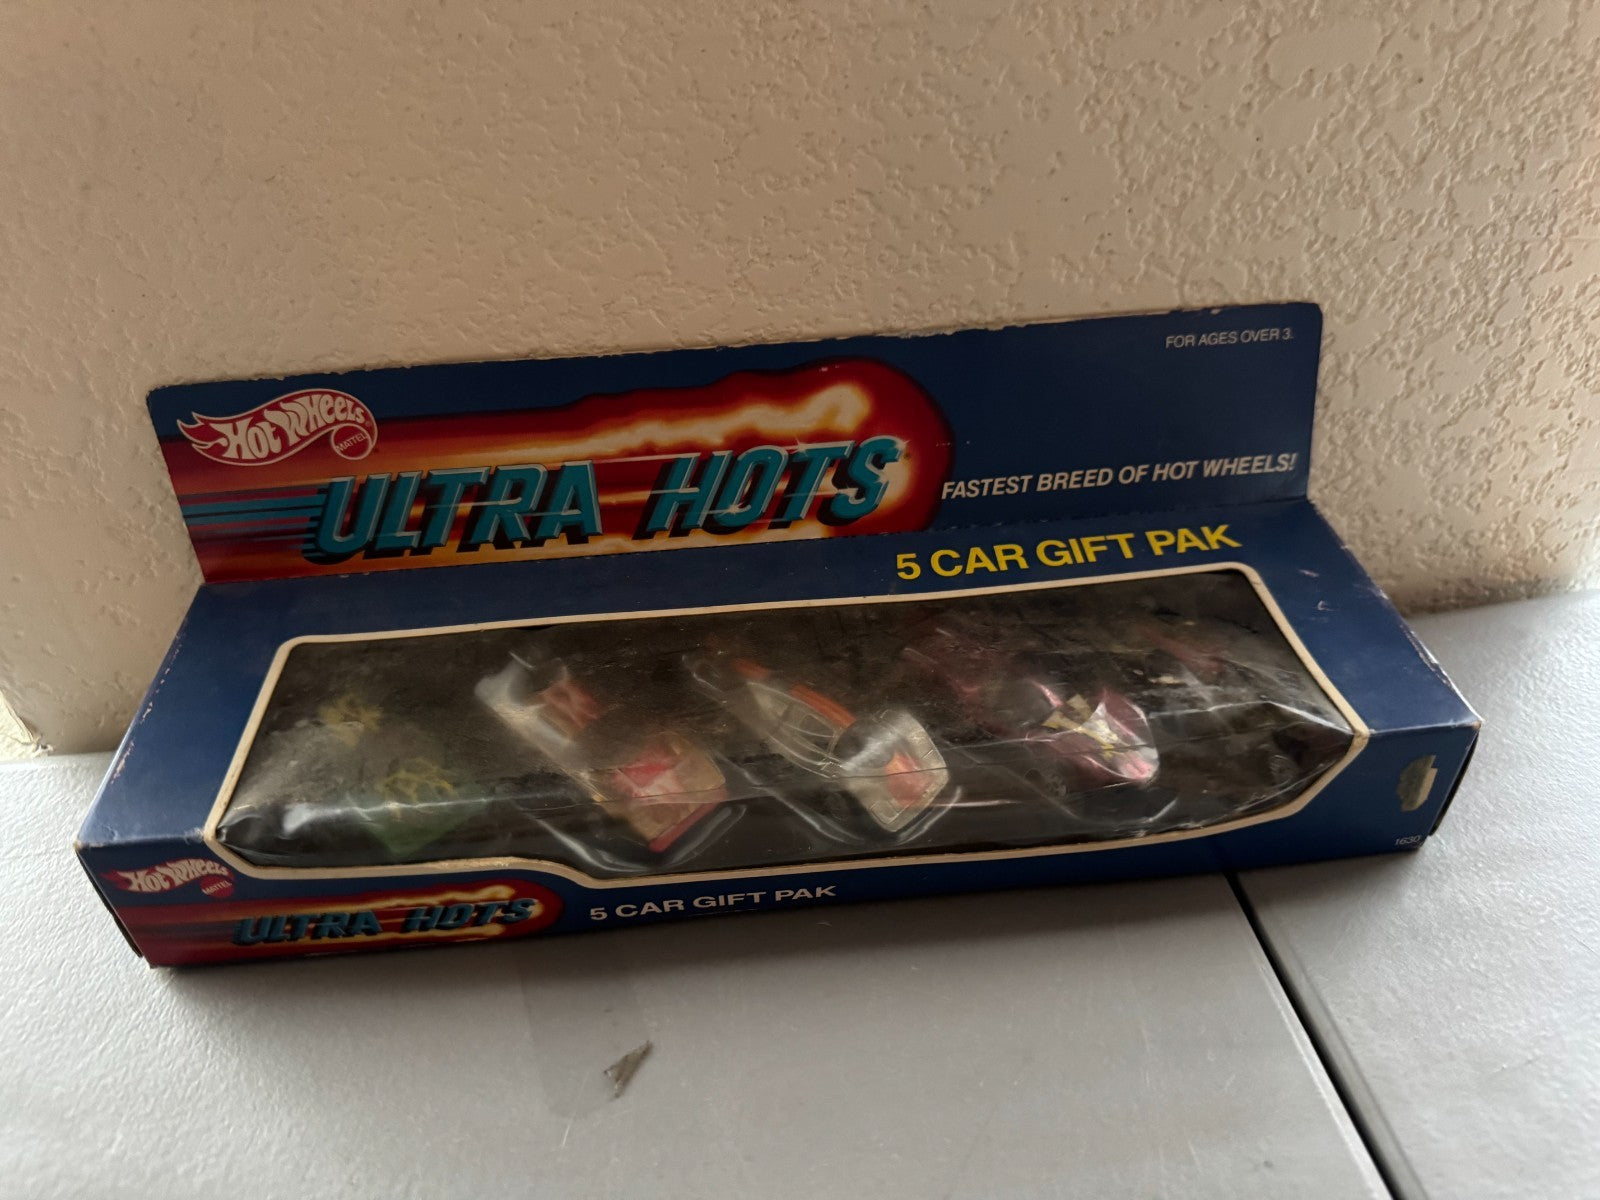 FOR AGES OVER 3.
HOT WHEELS
MATTEL
ULTRA HOTS
FASTEST BREED OF HOT WHEELS!
5 CAR GIFT PAK
1630
HOT WHEELS
MATTEL
ULTRA HOTS
5 CAR GIFT PAK